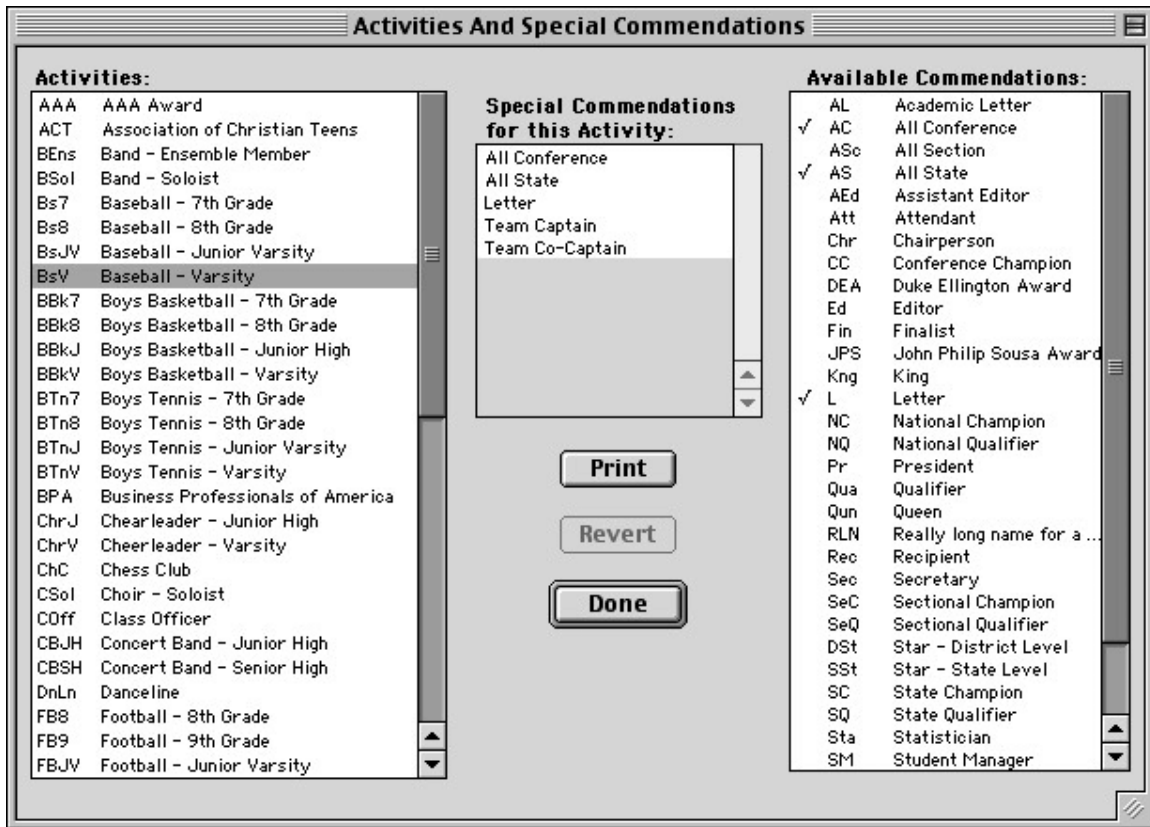 Activities And Special Commendations
Activities:
AAA AAA Award
ACT Association of Christian Teens
BEns Band - Ensemble Member
BSol Band - Soloist
Bs7 Baseball - 7th Grade
Bs8 Baseball - 8th Grade
BsJV Baseball - Junior Varsity
BsV Baseball - Varsity
BBk7 Boys Basketball - 7th Grade
BBk8 Boys Basketball - 8th Grade
BBkJ Boys Basketball - Junior High
BBkV Boys Basketball - Varsity
BTn7 Boys Tennis - 7th Grade
BTn8 Boys Tennis - 8th Grade
BTnJ Boys Tennis - Junior Varsity
BTnV Boys Tennis - Varsity
BPA Business Professionals of America
ChrJ Chearleader - Junior High
ChrV Cheerleader - Varsity
ChC Chess Club
CSol Choir - Soloist
COff Class Officer
CBJH Concert Band - Junior High
CBSH Concert Band - Senior High
DnLn Danceline
FB8 Football - 8th Grade
FB9 Football - 9th Grade
FBJV Football - Junior Varsity
Special Commendations
for this Activity:
All Conference
All State
Letter
Team Captain
Team Co-Captain
Print
Revert
Done
Available Commendations:
AL Academic Letter
√ AC All Conference
ASc All Section
√ AS All State
AEd Assistant Editor
Att Attendant
Chr Chairperson
CC Conference Champion
DEA Duke Ellington Award
Ed Editor
Fin Finalist
JPS John Philip Sousa Award
Kng King
√ L Letter
NC National Champion
NQ National Qualifier
Pr President
Qua Qualifier
Qun Queen
RLN Really long name for a ...
Rec Recipient
Sec Secretary
SeC Sectional Champion
SeQ Sectional Qualifier
DSt Star - District Level
SSt Star - State Level
SC State Champion
SQ State Qualifier
Sta Statistician
SM Student Manager